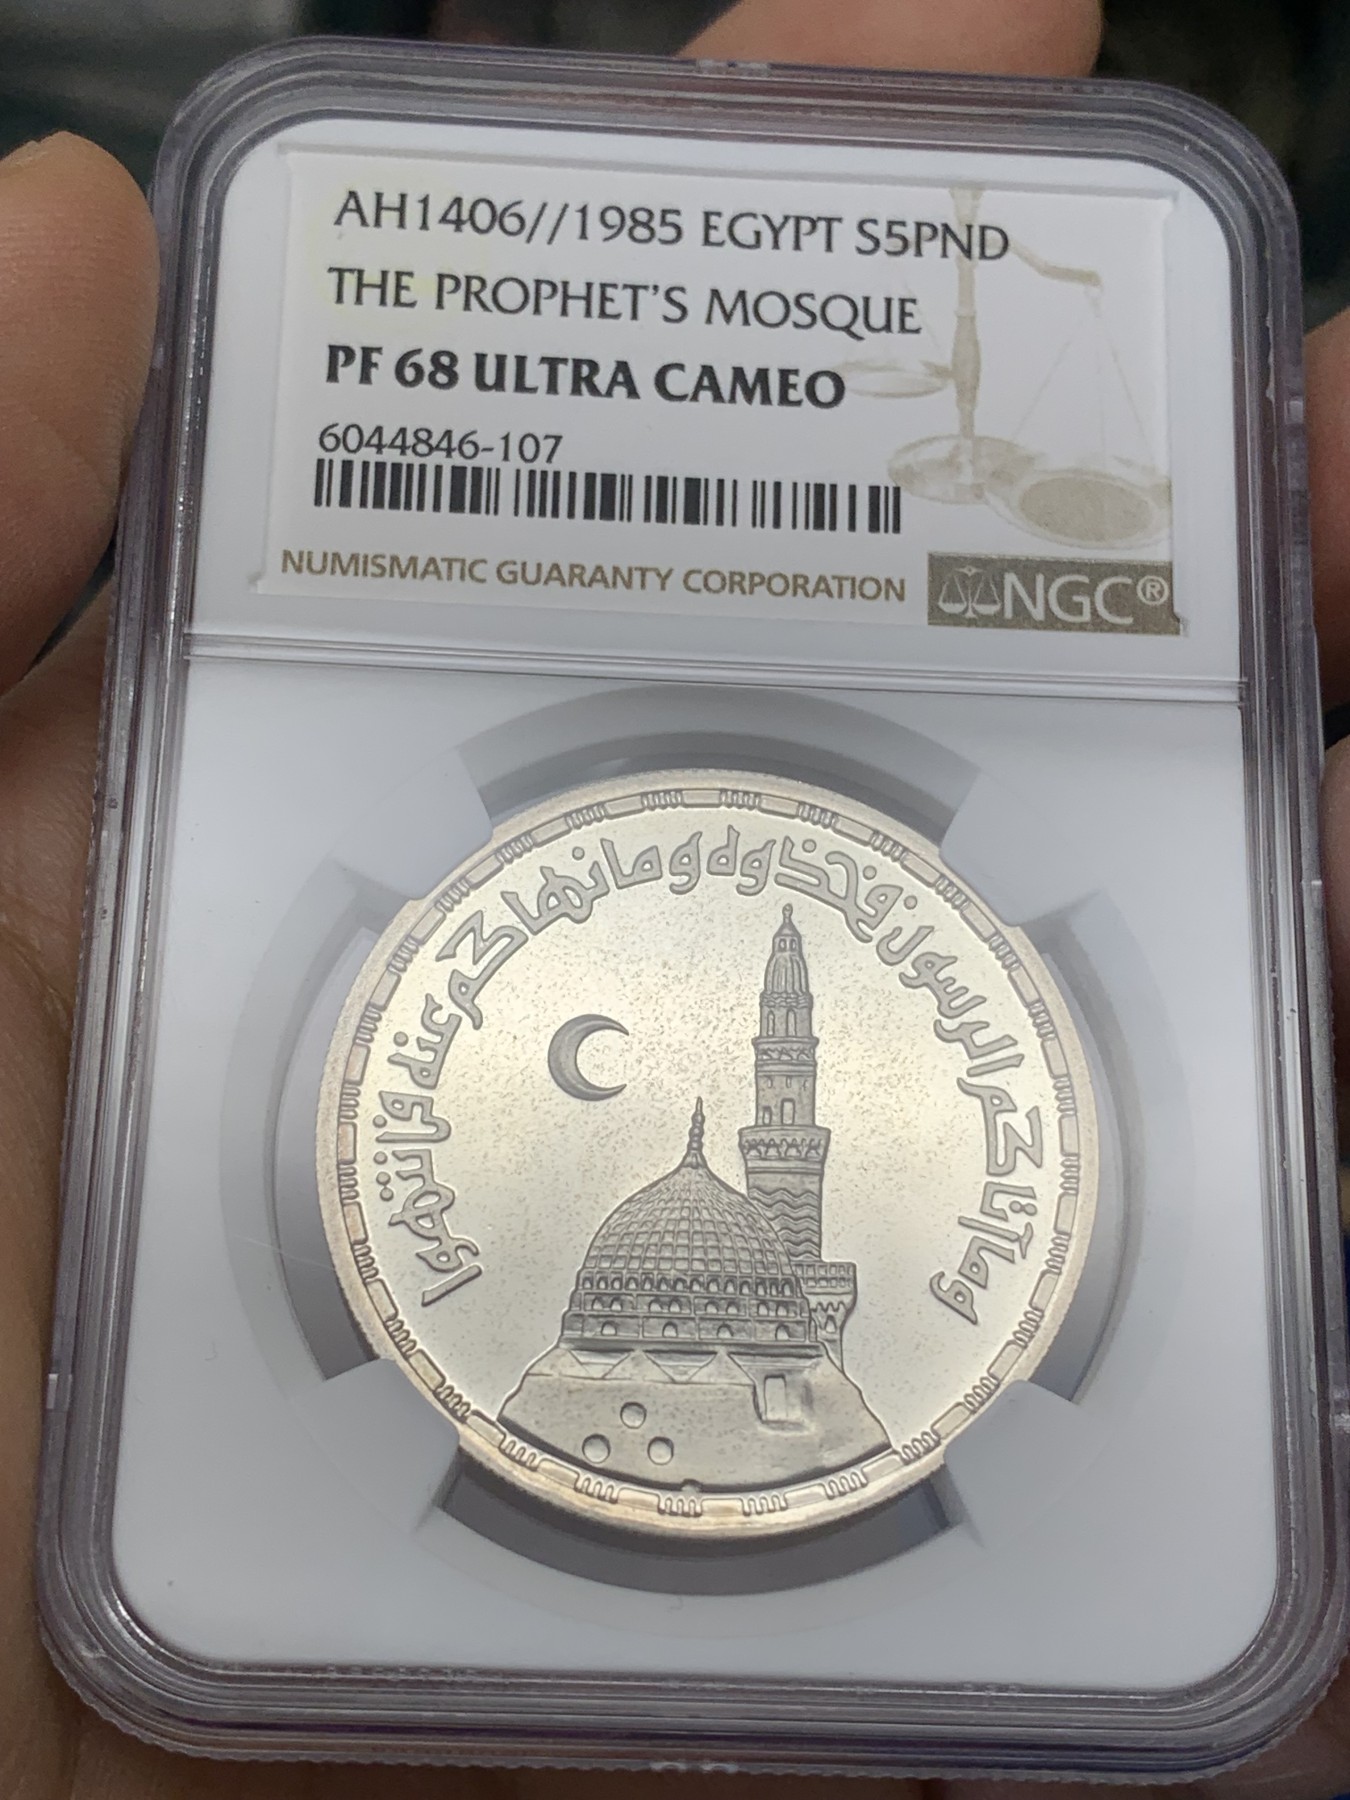 AH1406//1985 EGYPT S5PND
THE PROPHET'S MOSQUE
PF 68 ULTRA CAMEO
6044846-107
NUMISMATIC GUARANTY CORPORATION
NGC®
وما آتاكم الرسول فخذوه وما نهاكم عنه فانتهوا